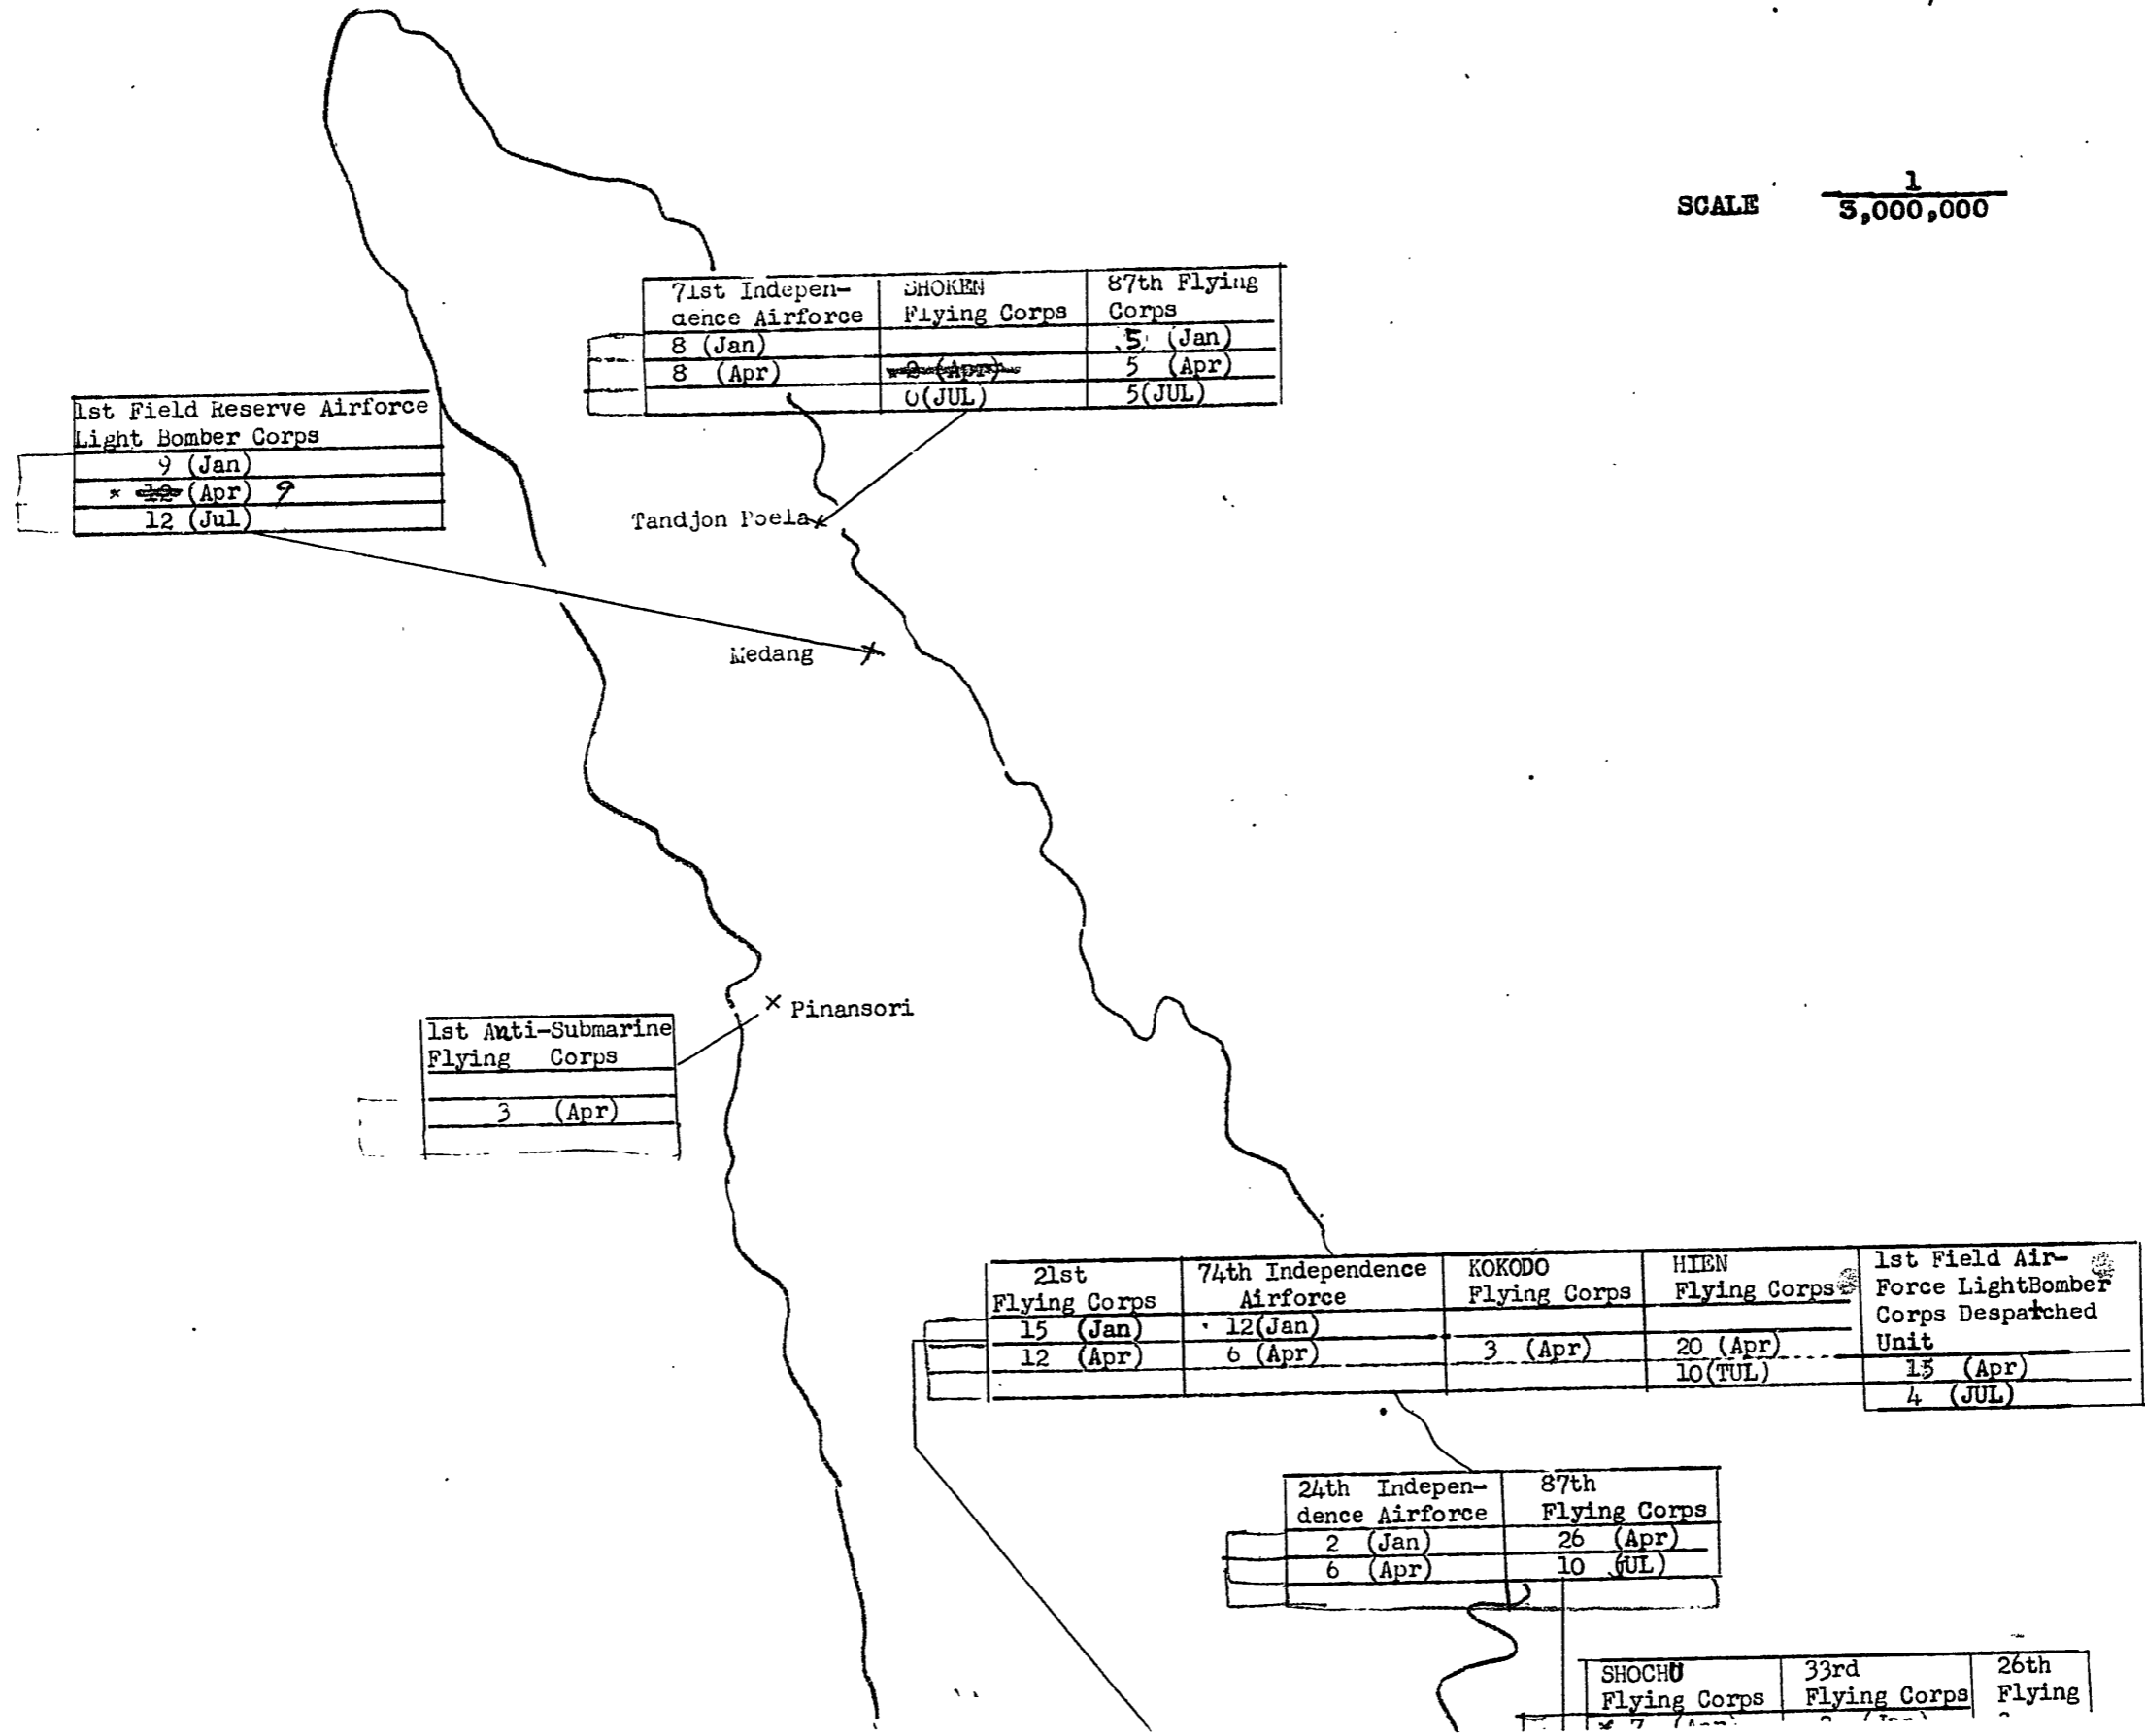 SCALE 1
3,000,000
71st Indepen-
dence Airforce
8 (Jan)
8 (Apr)
SHOKEN
Flying Corps
0(JUL)
87th Flying
Corps
5 (Jan)
5 (Apr)
5(JUL)
1st Field Reserve Airforce
Light Bomber Corps
9 (Jan)
* 12 (Apr) 9
12 (Jul)
Tandjon Poela
Medang
Pinansori
1st Anti-Submarine
Flying Corps
3 (Apr)
21st
Flying Corps
15 (Jan)
12 (Apr)
74th Independence
Airforce
12(Jan)
6 (Apr)
KOKODO
Flying Corps
3 (Apr)
HIEN
Flying Corps
20 (Apr)
10(TUL)
1st Field Air-
Force LightBomber
Corps Despatched
Unit
15 (Apr)
4 (JUL)
24th Indepen-
dence Airforce
2 (Jan)
6 (Apr)
87th
Flying Corps
26 (Apr)
10 JUL)
SHOCHU
Flying Corps
33rd
Flying Corps
26th
Flying